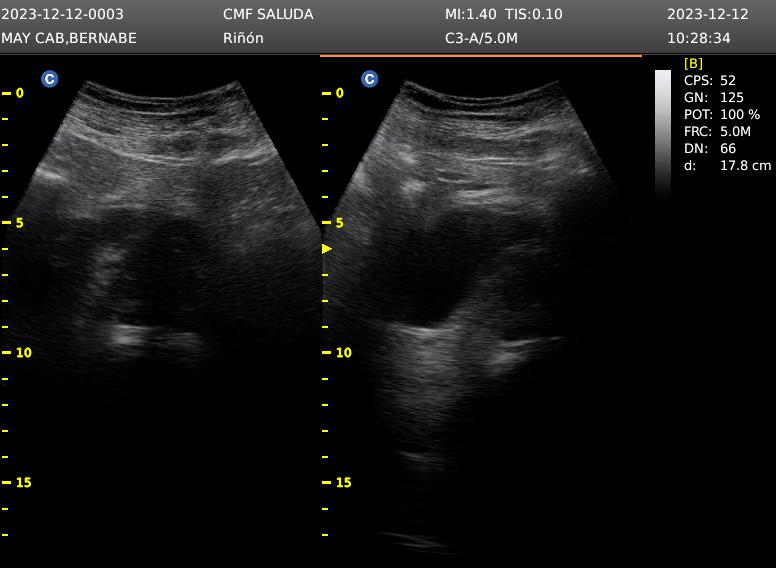 2023-12-12-0003 CMF SALUDA MI:1.40 TIS:0.10 2023-12-12
MAY CAB,BERNABE Riñón C3-A/5.0M 10:28:34
C C
[B]
CPS: 52
GN: 125
POT: 100 %
FRC: 5.0M
DN: 66
d: 17.8 cm
0 0
5 5
10 10
15 15